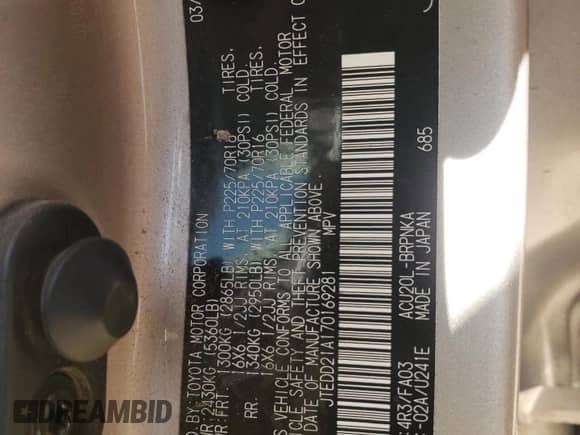 03/
D BY:TOYOTA MOTOR CORPORATION
WR:2430KG (5360LB)
WR:FRT 1300KG (2865LB) WITH P225/70R16 TIRES.
16X6 1/2JJ RIMS, AT 210KPA (30PSI) COLD.
RR. 1340KG (2950LB) WITH P225/70R16 TIRES.
16X6 1/2JJ RIMS, AT 210KPA (30PSI) COLD.
S VEHICLE CONFORMS TO ALL APPLICABLE FEDERAL MOTOR
SAFETY AND THEFT PREVENTION STANDARDS IN EFFECT O
DATE OF MANUFACTURE SHOWN ABOVE.
JTEDD21A170169281 MPV
:4R3/FA03 ACU20L-BRPNKA
:-02A/U241E MADE IN JAPAN 685
DREAMBID